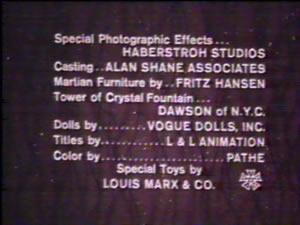 Special Photographic Effects...
HABERSTROH STUDIOS
Casting..ALAN SHANE ASSOCIATES
Martian Furniture by..FRITZ HANSEN
Tower of Crystal Fountain...
DAWSON of N.Y.C.
Dolls by.........VOGUE DOLLS, INC.
Titles by............L & L ANIMATION
Color by....................PATHE
Special Toys by
LOUIS MARX & CO.